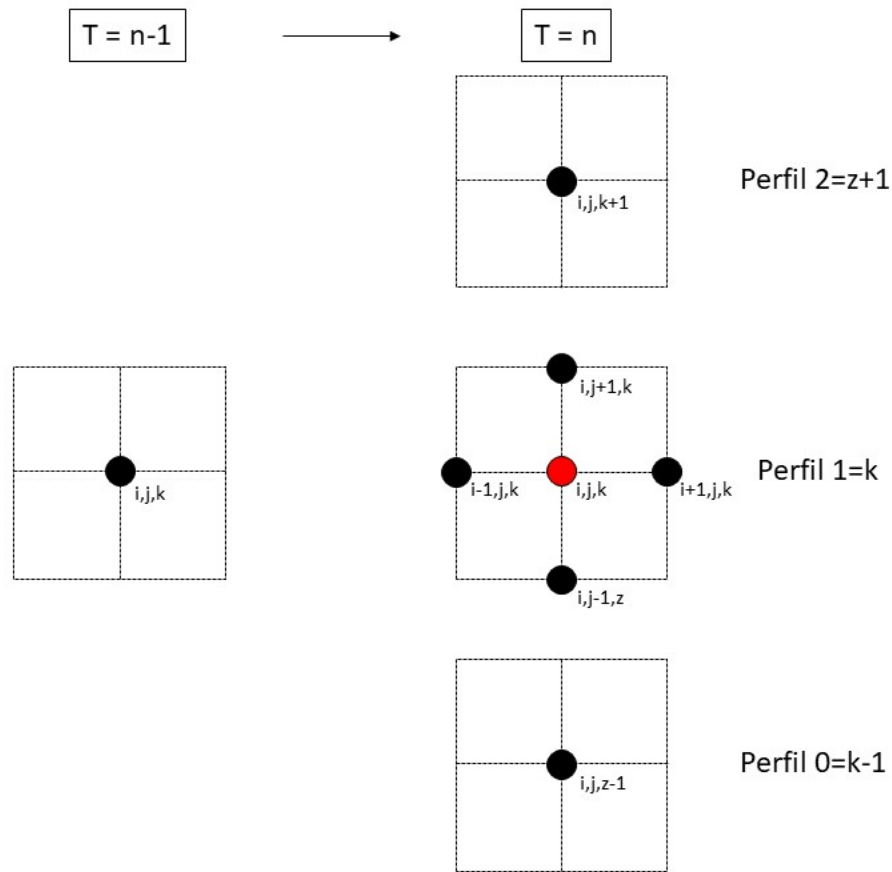 T = n-1
T = n
i,j,k+1
Perfil 2=z+1
i,j+1,k
i,j,k
i-1,j,k
i,j,k
i+1,j,k
Perfil 1=k
i,j-1,z
i,j,z-1
Perfil 0=k-1